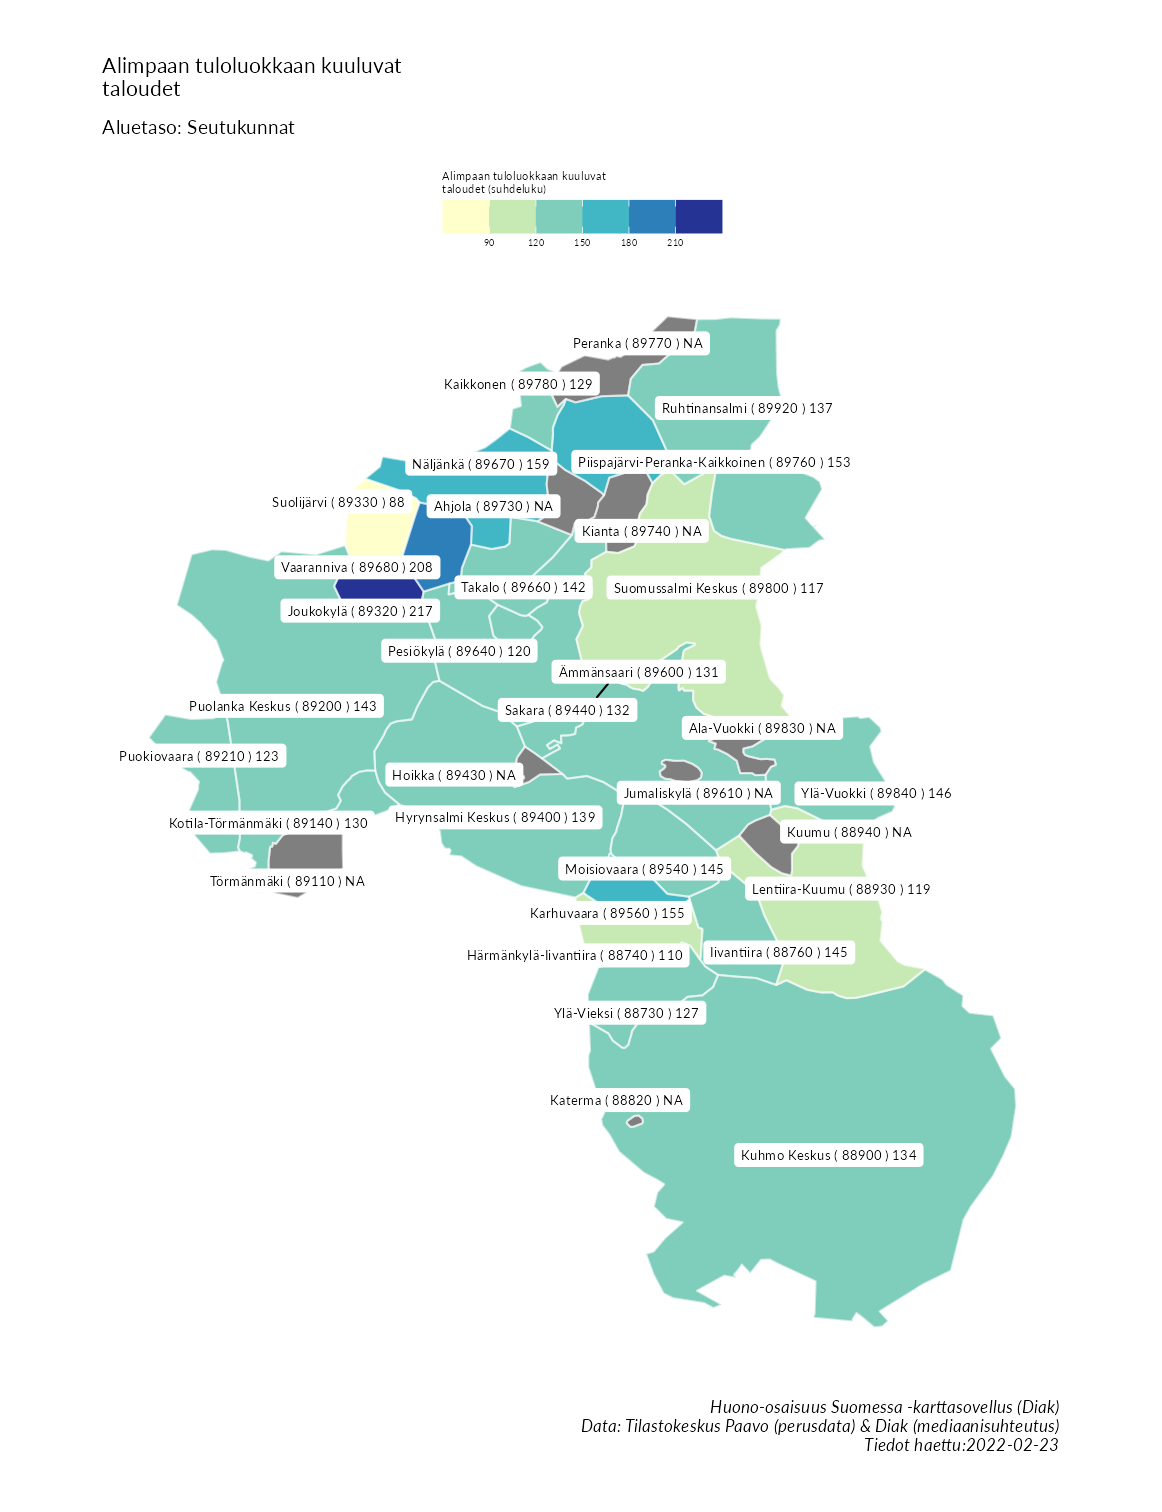 Alimpaan tuloluokkaan kuuluvat
taloudet
Aluetaso: Seutukunnat
Alimpaan tuloluokkaan kuuluvat
taloudet (suhdeluku)
90 120 150 180 210
Peranka ( 89770 ) NA
Kaikkonen ( 89780 ) 129
Ruhtinansalmi ( 89920 ) 137
Näljänkä ( 89670 ) 159
Piispajärvi-Peranka-Kaikkoinen ( 89760 ) 153
Suolijärvi ( 89330 ) 88
Ahjola ( 89730 ) NA
Kianta ( 89740 ) NA
Vaaranniva ( 89680 ) 208
Takalo ( 89660 ) 142
Suomussalmi Keskus ( 89800 ) 117
Joukokylä ( 89320 ) 217
Pesiökylä ( 89640 ) 120
Ämmänsaari ( 89600 ) 131
Puolanka Keskus ( 89200 ) 143
Sakara ( 89440 ) 132
Ala-Vuokki ( 89830 ) NA
Puokiovaara ( 89210 ) 123
Hoikka ( 89430 ) NA
Jumaliskylä ( 89610 ) NA
Ylä-Vuokki ( 89840 ) 146
Kotila-Törmänmäki ( 89140 ) 130
Hyrynsalmi Keskus ( 89400 ) 139
Kuumu ( 88940 ) NA
Moisiovaara ( 89540 ) 145
Törmänmäki ( 89110 ) NA
Lentiira-Kuumu ( 88930 ) 119
Karhuvaara ( 89560 ) 155
Härmänkylä-Iivantiira ( 88740 ) 110
Iivantiira ( 88760 ) 145
Ylä-Vieksi ( 88730 ) 127
Katerma ( 88820 ) NA
Kuhmo Keskus ( 88900 ) 134
Huono-osaisuus Suomessa -karttasovellus (Diak)
Data: Tilastokeskus Paavo (perusdata) & Diak (mediaanisuhteutus)
Tiedot haettu:2022-02-23